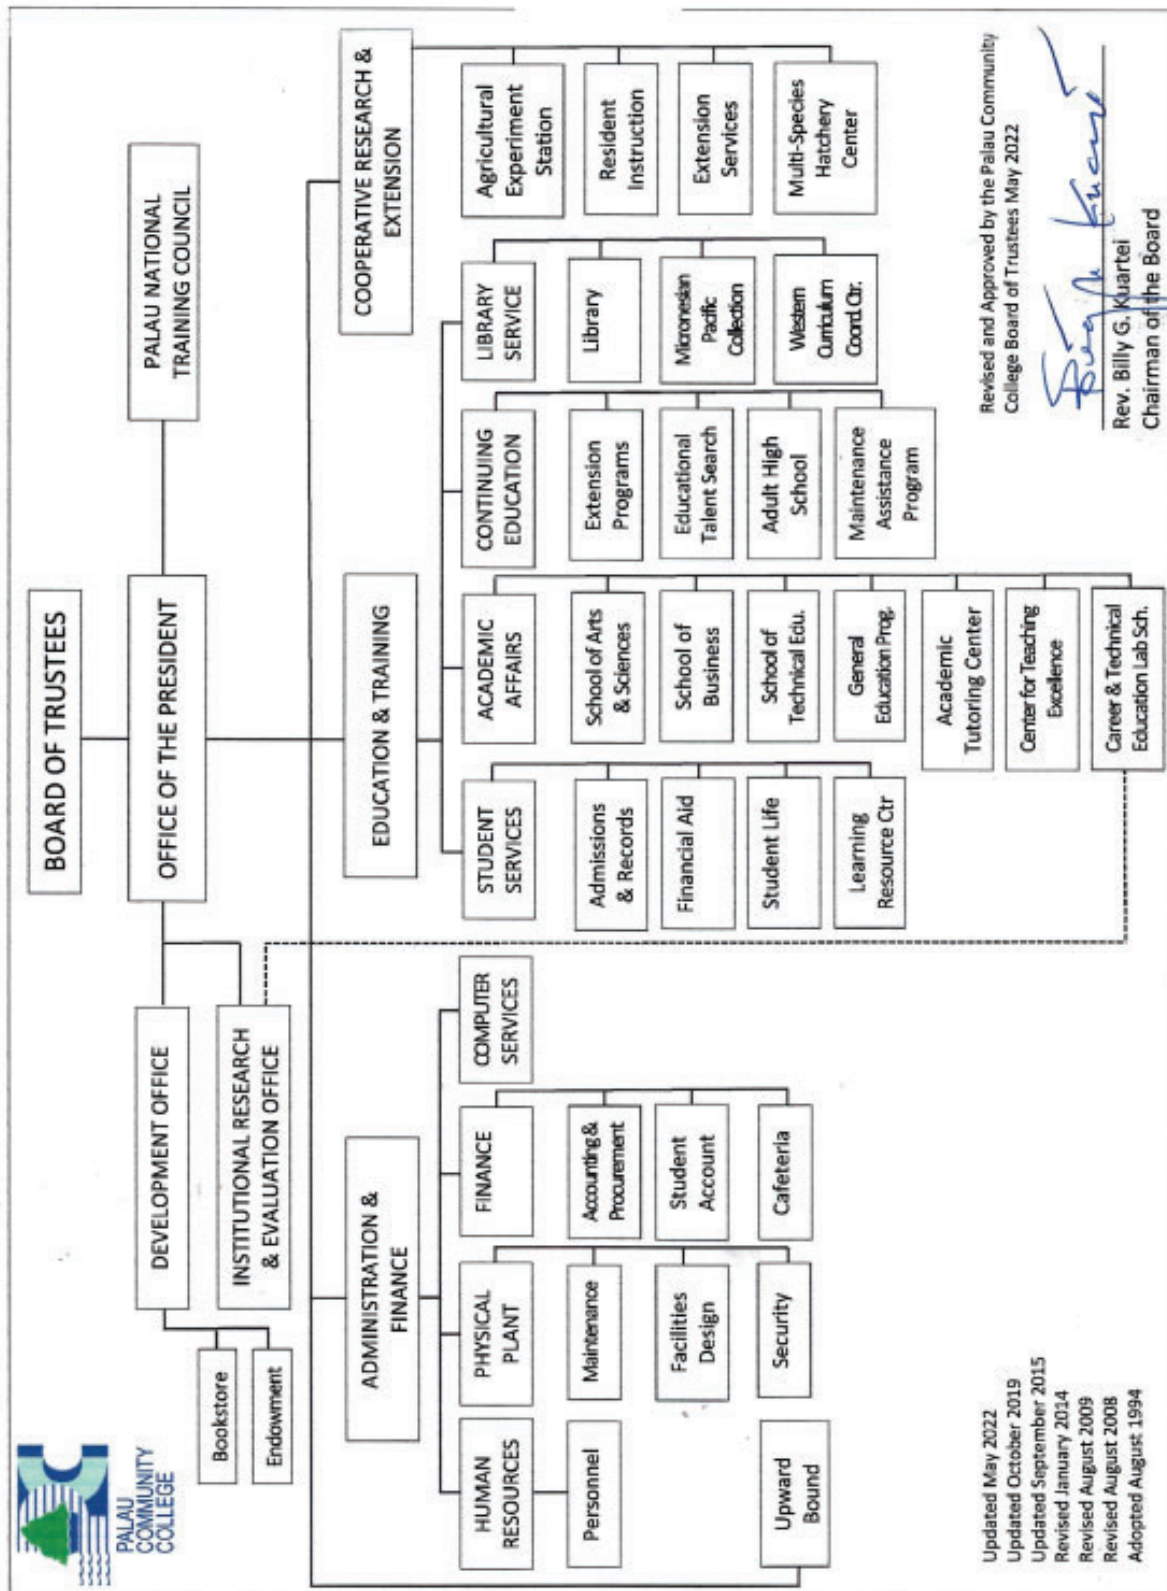 PALAU
COMMUNITY
COLLEGE
BOARD OF TRUSTEES
OFFICE OF THE PRESIDENT
PALAU NATIONAL
TRAINING COUNCIL
DEVELOPMENT OFFICE
Bookstore
Endowment
INSTITUTIONAL RESEARCH
& EVALUATION OFFICE
ADMINISTRATION &
FINANCE
HUMAN
RESOURCES
Personnel
Upward
Bound
PHYSICAL
PLANT
Maintenance
Facilities
Design
Security
FINANCE
Accounting &
Procurement
Student
Account
Cafeteria
COMPUTER
SERVICES
EDUCATION & TRAINING
STUDENT
SERVICES
Admissions
& Records
Financial Aid
Student Life
Learning
Resource Ctr
ACADEMIC
AFFAIRS
School of Arts
& Sciences
School of
Business
School of
Technical Edu.
General
Education Prog.
Academic
Tutoring Center
Center for Teaching
Excellence
Career & Technical
Education Lab Sch.
CONTINUING
EDUCATION
Extension
Programs
Educational
Talent Search
Adult High
School
Maintenance
Assistance
Program
LIBRARY
SERVICE
Library
Micronesian
Pacific
Collection
Western
Curriculum
Coord. Ctr.
COOPERATIVE RESEARCH &
EXTENSION
Agricultural
Experiment
Station
Resident
Instruction
Extension
Services
Multi-Species
Hatchery
Center
Updated May 2022
Updated October 2019
Updated September 2015
Revised January 2014
Revised August 2009
Revised August 2008
Adopted August 1994
Revised and Approved by the Palau Community
College Board of Trustees May 2022
Rev. Billy G. Kuartei
Chairman of the Board